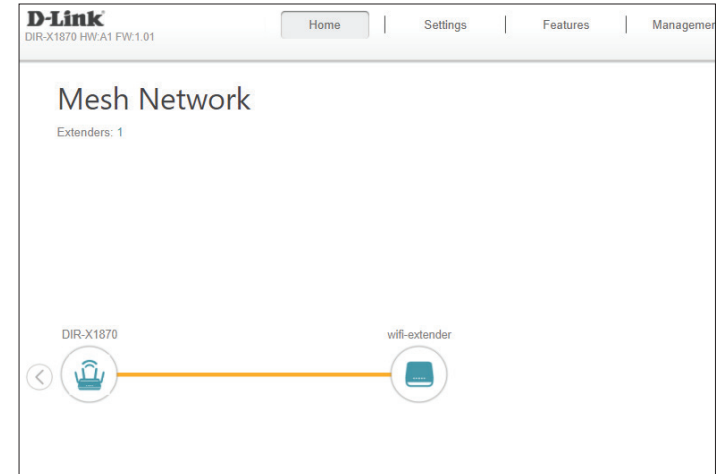 D-Link
DIR-X1870 HW:A1 FW:1.01
Home Settings Features Managemen
Mesh Network
Extenders: 1
DIR-X1870 wifi-extender